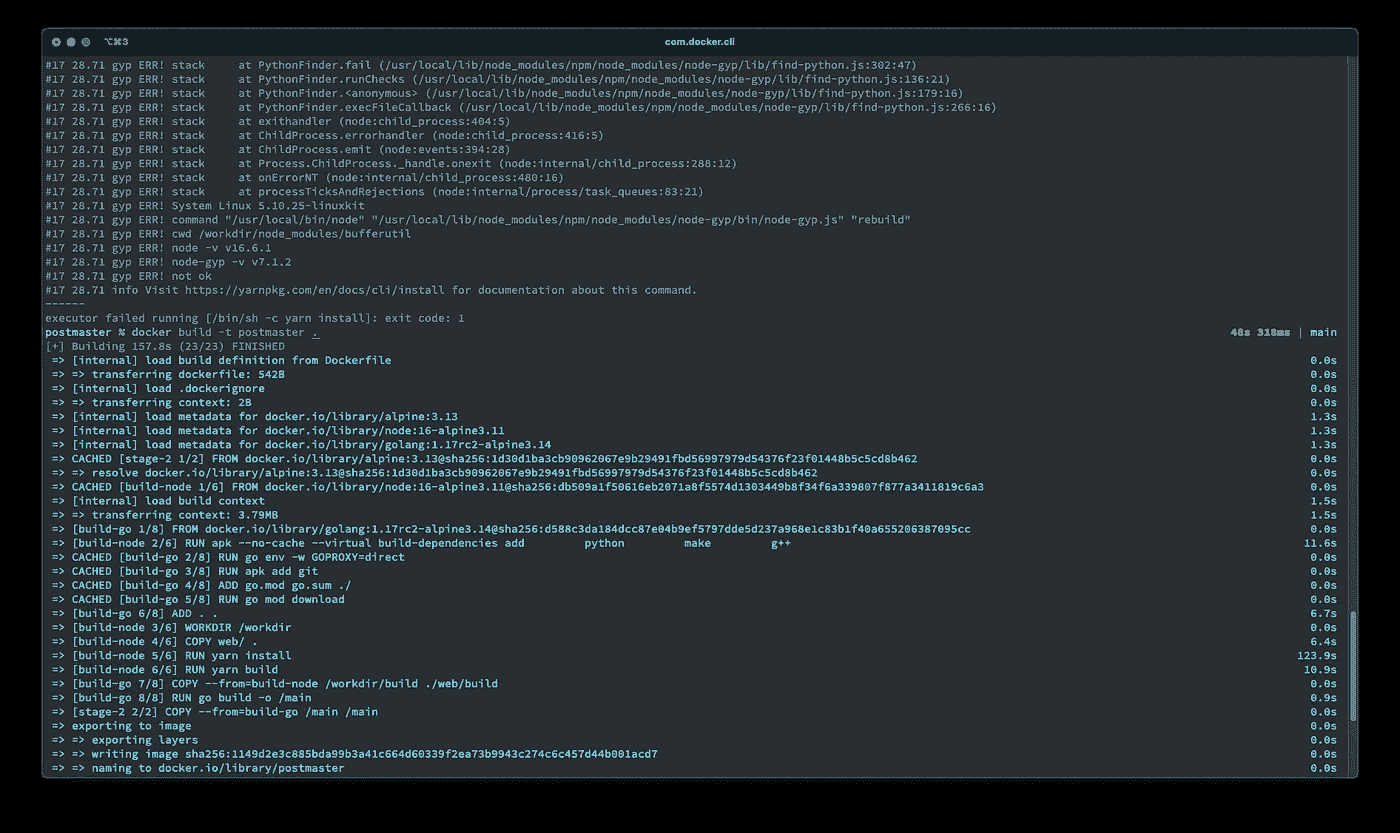 ⌥⌘3 com.docker.cli
#17 28.71 gyp ERR! stack     at PythonFinder.fail (/usr/local/lib/node_modules/npm/node_modules/node-gyp/lib/find-python.js:302:47)
#17 28.71 gyp ERR! stack     at PythonFinder.runChecks (/usr/local/lib/node_modules/npm/node_modules/node-gyp/lib/find-python.js:136:21)
#17 28.71 gyp ERR! stack     at PythonFinder.<anonymous> (/usr/local/lib/node_modules/npm/node_modules/node-gyp/lib/find-python.js:179:16)
#17 28.71 gyp ERR! stack     at PythonFinder.execFileCallback (/usr/local/lib/node_modules/npm/node_modules/node-gyp/lib/find-python.js:266:16)
#17 28.71 gyp ERR! stack     at exithandler (node:child_process:404:5)
#17 28.71 gyp ERR! stack     at ChildProcess.errorhandler (node:child_process:416:5)
#17 28.71 gyp ERR! stack     at ChildProcess.emit (node:events:394:28)
#17 28.71 gyp ERR! stack     at Process.ChildProcess._handle.onexit (node:internal/child_process:288:12)
#17 28.71 gyp ERR! stack     at onErrorNT (node:internal/child_process:480:16)
#17 28.71 gyp ERR! stack     at processTicksAndRejections (node:internal/process/task_queues:83:21)
#17 28.71 gyp ERR! System Linux 5.10.25-linuxkit
#17 28.71 gyp ERR! command "/usr/local/bin/node" "/usr/local/lib/node_modules/npm/node_modules/node-gyp/bin/node-gyp.js" "rebuild"
#17 28.71 gyp ERR! cwd /workdir/node_modules/bufferutil
#17 28.71 gyp ERR! node -v v16.6.1
#17 28.71 gyp ERR! node-gyp -v v7.1.2
#17 28.71 gyp ERR! not ok
#17 28.71 info Visit https://yarnpkg.com/en/docs/cli/install for documentation about this command.
------
executor failed running [/bin/sh -c yarn install]: exit code: 1
postmaster % docker build -t postmaster . 48s 318ms | main
[+] Building 157.8s (23/23) FINISHED
=> [internal] load build definition from Dockerfile 0.0s
=> => transferring dockerfile: 542B 0.0s
=> [internal] load .dockerignore 0.0s
=> => transferring context: 2B 0.0s
=> [internal] load metadata for docker.io/library/alpine:3.13 1.3s
=> [internal] load metadata for docker.io/library/node:16-alpine3.11 1.3s
=> [internal] load metadata for docker.io/library/golang:1.17rc2-alpine3.14 1.3s
=> CACHED [stage-2 1/2] FROM docker.io/library/alpine:3.13@sha256:1d30d1ba3cb90962067e9b29491fbd56997979d54376f23f01448b5c5cd8b462 0.0s
=> => resolve docker.io/library/alpine:3.13@sha256:1d30d1ba3cb90962067e9b29491fbd56997979d54376f23f01448b5c5cd8b462 0.0s
=> CACHED [build-node 1/6] FROM docker.io/library/node:16-alpine3.11@sha256:db509a1f50616eb2071a8f5574d1303449b8f34f6a339807f877a3411819c6a3 0.0s
=> [internal] load build context 1.5s
=> => transferring context: 3.79MB 1.5s
=> [build-go 1/8] FROM docker.io/library/golang:1.17rc2-alpine3.14@sha256:d588c3da184dcc87e04b9ef5797dde5d237a968e1c83b1f40a655206387095cc 0.0s
=> [build-node 2/6] RUN apk --no-cache --virtual build-dependencies add         python         make         g++ 11.6s
=> CACHED [build-go 2/8] RUN go env -w GOPROXY=direct 0.0s
=> CACHED [build-go 3/8] RUN apk add git 0.0s
=> CACHED [build-go 4/8] ADD go.mod go.sum ./ 0.0s
=> CACHED [build-go 5/8] RUN go mod download 0.0s
=> [build-go 6/8] ADD . . 6.7s
=> [build-node 3/6] WORKDIR /workdir 0.0s
=> [build-node 4/6] COPY web/ . 6.4s
=> [build-node 5/6] RUN yarn install 123.9s
=> [build-node 6/6] RUN yarn build 10.9s
=> [build-go 7/8] COPY --from=build-node /workdir/build ./web/build 0.0s
=> [build-go 8/8] RUN go build -o /main 0.9s
=> [stage-2 2/2] COPY --from=build-go /main /main 0.0s
=> exporting to image 0.0s
=> => exporting layers 0.0s
=> => writing image sha256:1149d2e3c885bda99b3a41c664d60339f2ea73b9943c274c6c457d44b001acd7 0.0s
=> => naming to docker.io/library/postmaster 0.0s